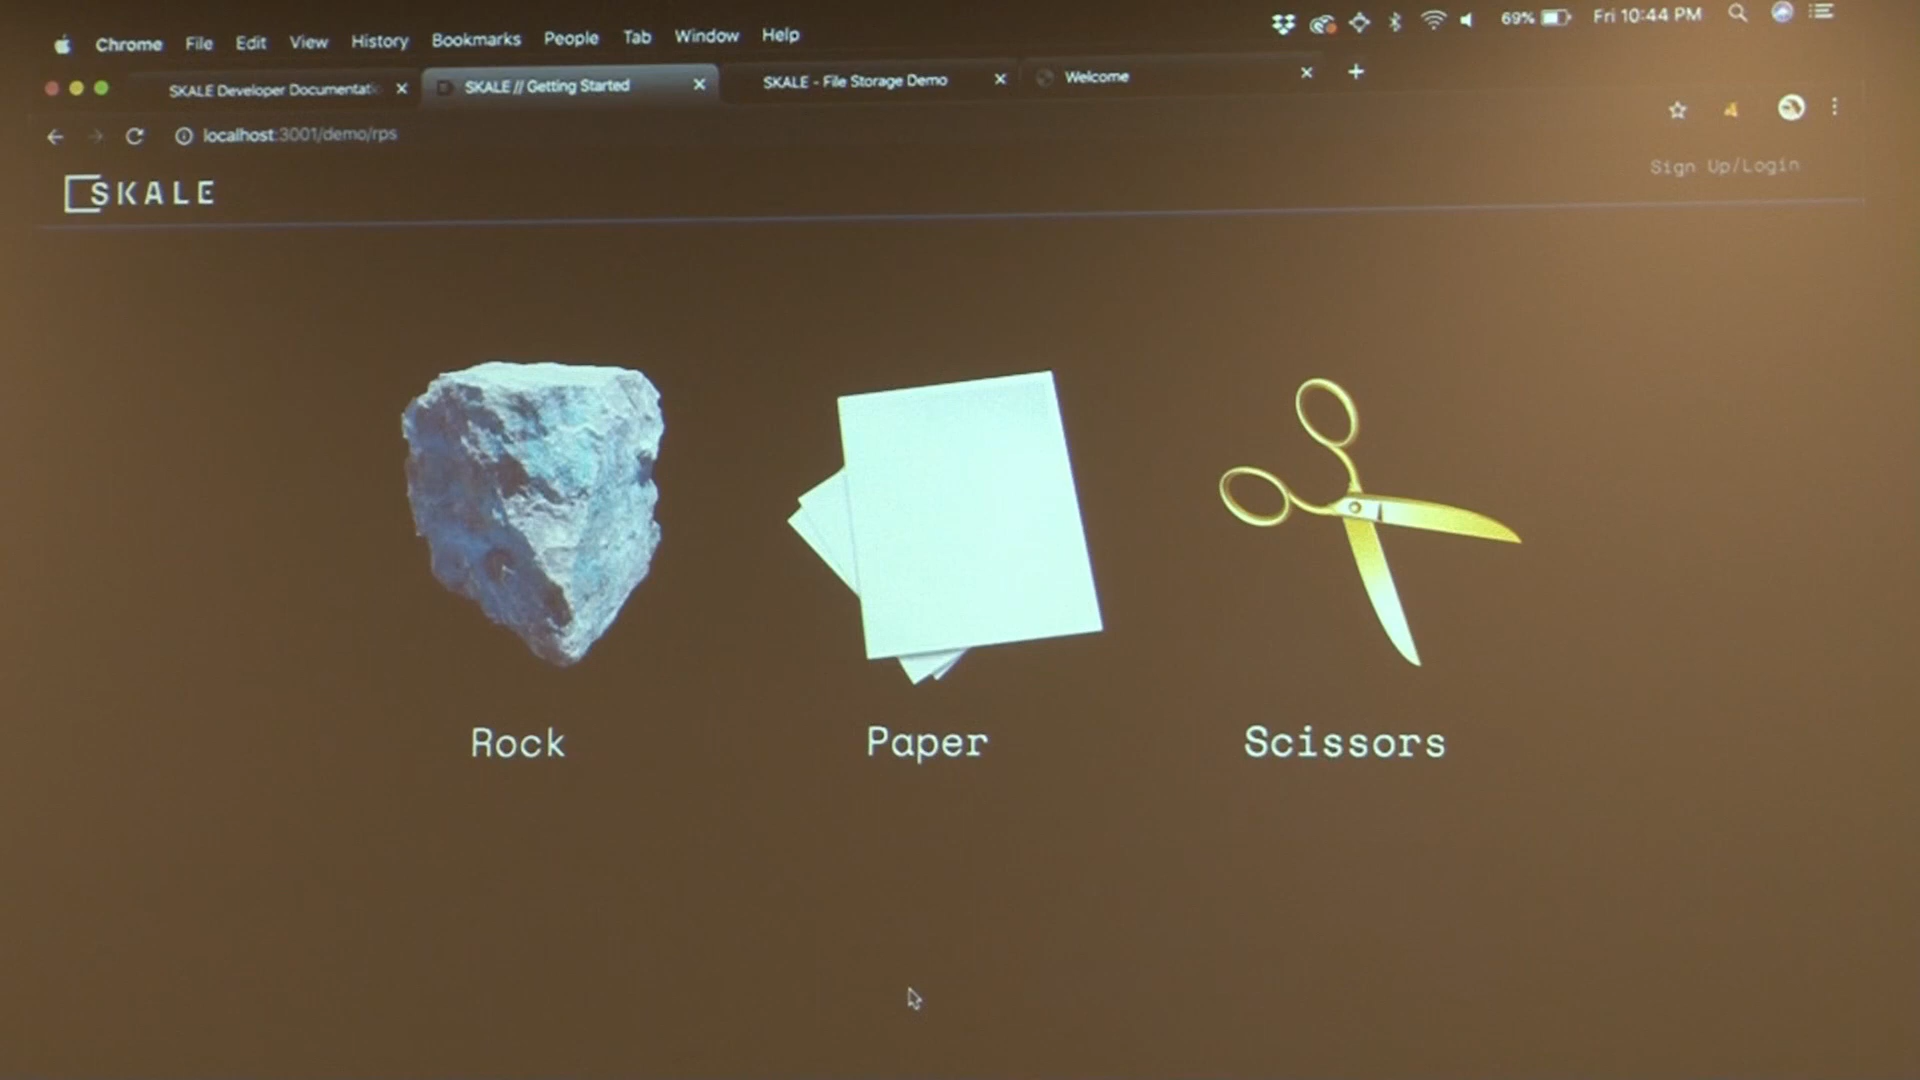 Chrome File Edit View History Bookmarks People Tab Window Help 69% Fri 10:44 PM
SKALE Developer Documentati SKALE // Getting Started SKALE - File Storage Demo Welcome
localhost:3001/demo/rps
SKALE Sign Up/Login
Rock Paper Scissors